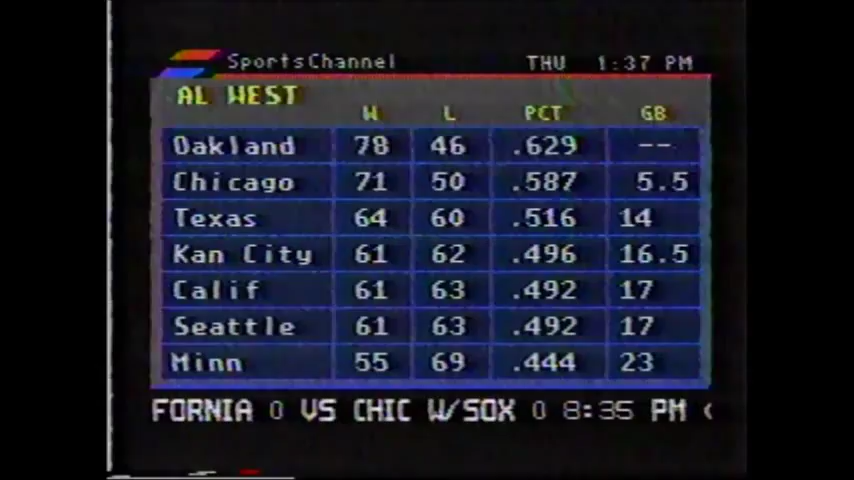 SportsChannel THU 1:37 PM
AL WEST
W L PCT GB
Oakland 78 46 .629 --
Chicago 71 50 .587 5.5
Texas 64 60 .516 14
Kan City 61 62 .496 16.5
Calif 61 63 .492 17
Seattle 61 63 .492 17
Minn 55 69 .444 23
FORNIA 0 VS CHIC W/SOX 0 8:35 PM